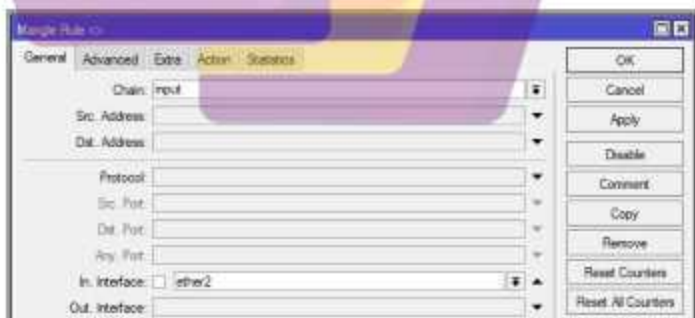 Mangle Rule <>
General Advanced Extra Action Statistics
OK
Chain: input
Cancel
Src. Address:
Apply
Dst. Address:
Disable
Protocol:
Comment
Src. Port:
Copy
Dst. Port:
Remove
Any. Port:
In. Interface: ether2
Reset Counters
Out. Interface:
Reset All Counters